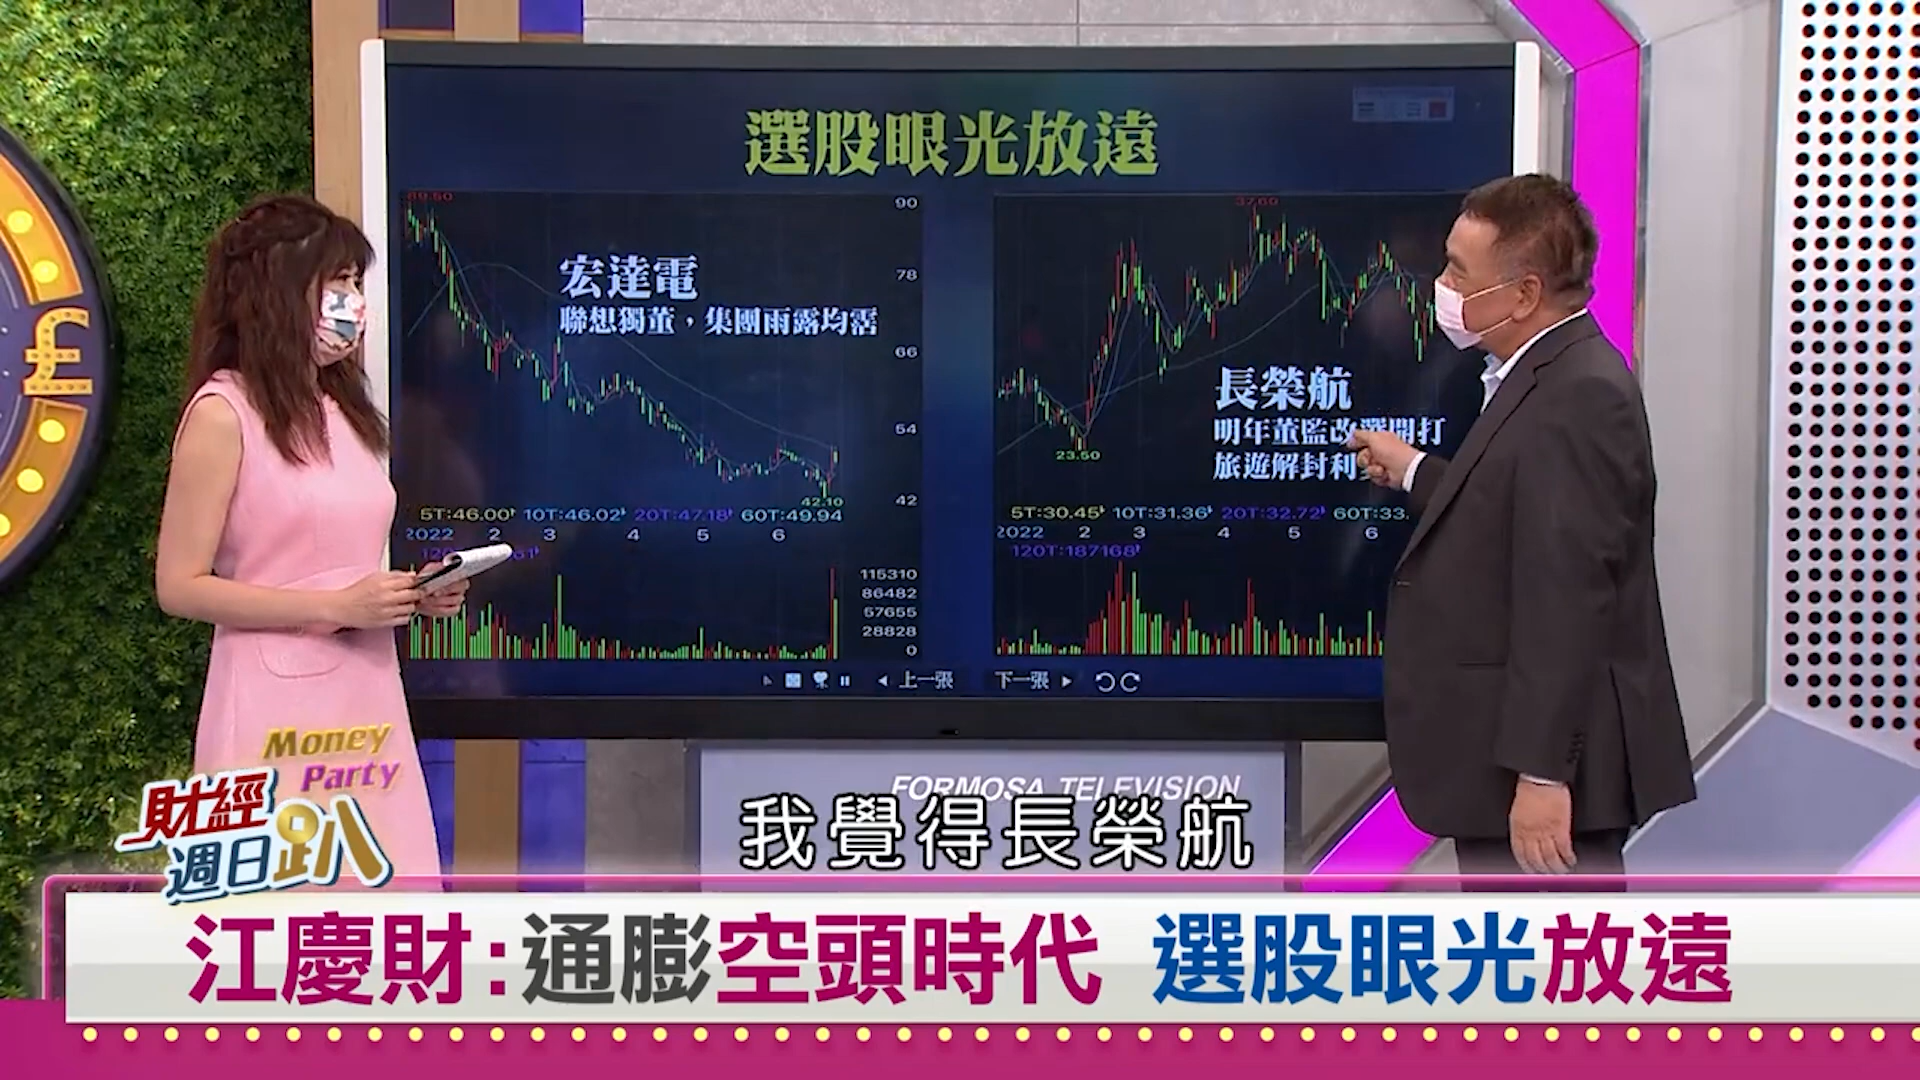 選股眼光放遠
89.50
90
78
66
54
42
宏達電
聯想獨董，集團雨露均霑
42.10
5T:46.00 10T:46.02 20T:47.18 60T:49.94
2022 2 3 4 5 6
115310
86482
57655
28828
0
37.60
長榮航
明年董監改選開打
旅遊解封利
23.50
5T:30.45 10T:31.36 20T:32.72 60T:33.
2022 2 3 4 5 6
120T:187168
上一張 下一張
FORMOSA TELEVISION
我覺得長榮航
Money
Party
財經
週日趴
江慶財:通膨空頭時代 選股眼光放遠